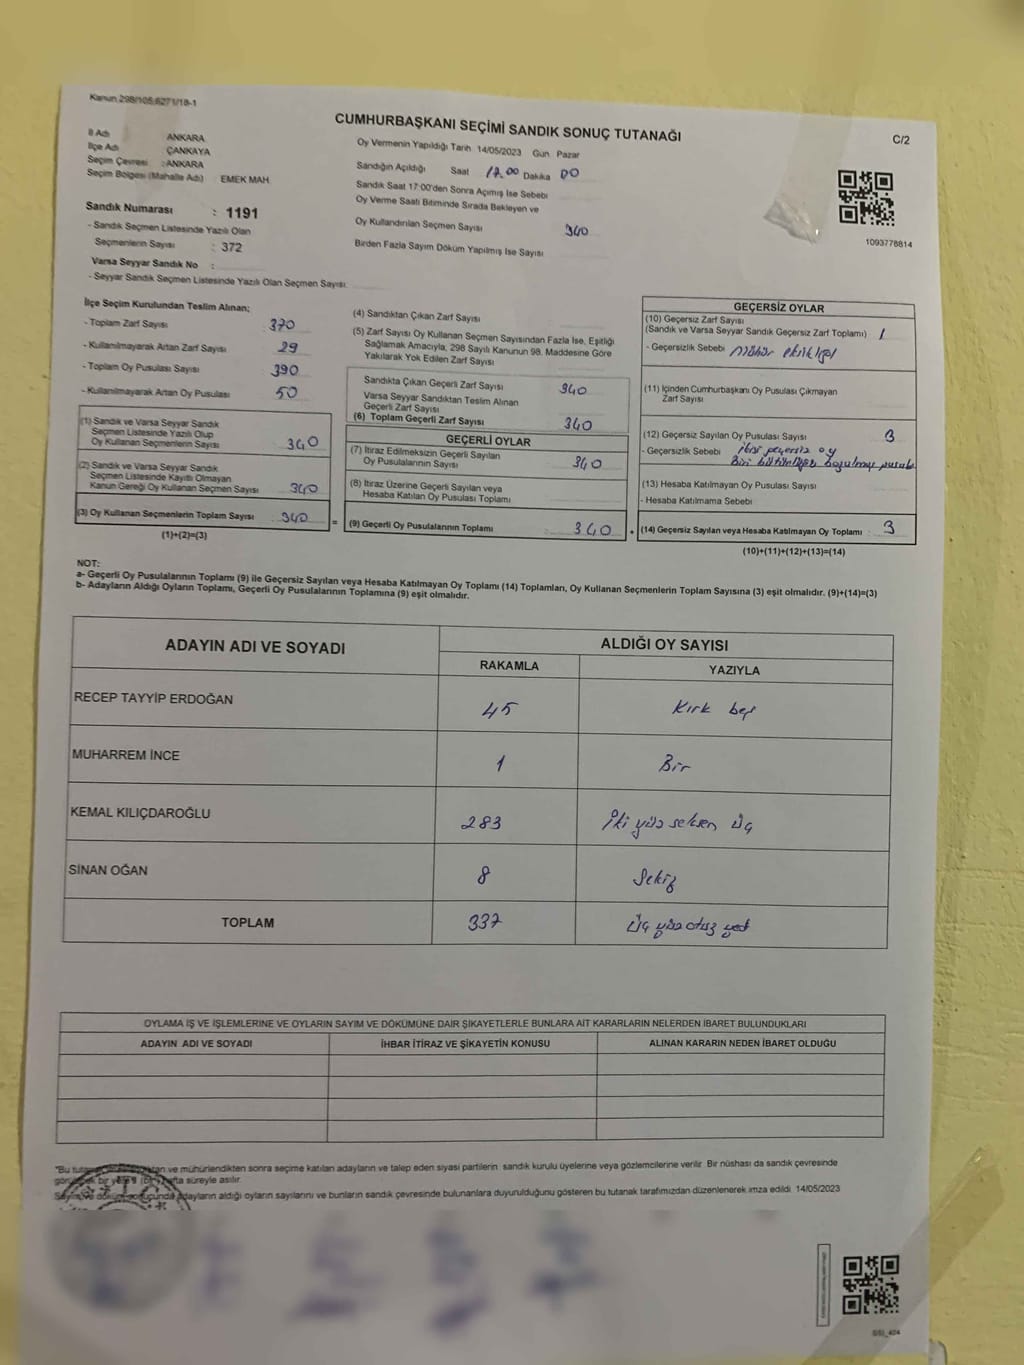 Kanun 298/105,6271/18-1
CUMHURBAŞKANI SEÇİMİ SANDIK SONUÇ TUTANAĞI
C/2
İl Adı ANKARA
İlçe Adı ÇANKAYA
Seçim Çevresi : ANKARA
Seçim Bölgesi (Mahalle Adı) : EMEK MAH
Sandık Numarası : 1191
- Sandık Seçmen Listesinde Yazılı Olan
Seçmenlerin Sayısı : 372
Varsa Seyyar Sandık No :
- Seyyar Sandık Seçmen Listesinde Yazılı Olan Seçmen Sayısı:
Oy Vermenin Yapıldığı Tarih 14/05/2023 Gün Pazar
Sandığın Açıldığı Saat 17.00 Dakika 00
Sandık Saat 17:00'den Sonra Açımış İse Sebebi
Oy Verme Saati Bitiminde Sırada Bekleyen ve
Oy Kullandırılan Seçmen Sayısı 340
Birden Fazla Sayım Döküm Yapılmış İse Sayısı
1093778814
İlçe Seçim Kurulundan Teslim Alınan;
- Toplam Zarf Sayısı 370
- Kullanılmayarak Artan Zarf Sayısı 29
- Toplam Oy Pusulası Sayısı 390
- Kullanılmayarak Artan Oy Pusulası 50
(1) Sandık ve Varsa Seyyar Sandık
Seçmen Listesinde Yazılı Olup
Oy Kullanan Seçmenlerin Sayısı 340
(2) Sandık ve Varsa Seyyar Sandık
Seçmen Listesinde Kayıtlı Olmayan
Kanun Gereği Oy Kullanan Seçmen Sayısı 340
(3) Oy Kullanan Seçmenlerin Toplam Sayısı 340
(1)+(2)=(3)
(4) Sandıktan Çıkan Zarf Sayısı
(5) Zarf Sayısı Oy Kullanan Seçmen Sayısından Fazla İse, Eşitliği
Sağlamak Amacıyla, 298 Sayılı Kanunun 98. Maddesine Göre
Yakılarak Yok Edilen Zarf Sayısı
Sandıkta Çıkan Geçerli Zarf Sayısı 340
Varsa Seyyar Sandıktan Teslim Alınan
Geçerli Zarf Sayısı
(6) Toplam Geçerli Zarf Sayısı 340
GEÇERLİ OYLAR
(7) İtiraz Edilmeksizin Geçerli Sayılan
Oy Pusulalarının Sayısı 340
(8) İtiraz Üzerine Geçerli Sayılan veya
Hesaba Katılan Oy Pusulası Toplamı
= (9) Geçerli Oy Pusulalarının Toplamı 340 +
GEÇERSİZ OYLAR
(10) Geçersiz Zarf Sayısı
(Sandık ve Varsa Seyyar Sandık Geçersiz Zarf Toplamı) 1
- Geçersizlik Sebebi mühür eksikliği
(11) İçinden Cumhurbaşkanı Oy Pusulası Çıkmayan
Zarf Sayısı
(12) Geçersiz Sayılan Oy Pusulası Sayısı 3
- Geçersizlik Sebebi ikisi geçersiz oy
Biri bütünlüğü bozulmuş pusula
(13) Hesaba Katılmayan Oy Pusulası Sayısı
- Hesaba Katılmama Sebebi
(14) Geçersiz Sayılan veya Hesaba Katılmayan Oy Toplamı : 3
(10)+(11)+(12)+(13)=(14)
NOT:
a- Geçerli Oy Pusulalarının Toplamı (9) ile Geçersiz Sayılan veya Hesaba Katılmayan Oy Toplamı (14) Toplamları, Oy Kullanan Seçmenlerin Toplam Sayısına (3) eşit olmalıdır. (9)+(14)=(3)
b- Adayların Aldığı Oyların Toplamı, Geçerli Oy Pusulalarının Toplamına (9) eşit olmalıdır.
ADAYIN ADI VE SOYADI
ALDIĞI OY SAYISI
RAKAMLA YAZIYLA
RECEP TAYYİP ERDOĞAN 45 Kırk beş
MUHARREM İNCE 1 Bir
KEMAL KILIÇDAROĞLU 283 İki yüz seksen üç
SİNAN OĞAN 8 Sekiz
TOPLAM 337 Üç yüz otuz yedi
OYLAMA İŞ VE İŞLEMLERİNE VE OYLARIN SAYIM VE DÖKÜMÜNE DAİR ŞİKAYETLERLE BUNLARA AİT KARARLARIN NELERDEN İBARET BULUNDUKLARI
ADAYIN ADI VE SOYADI İHBAR İTİRAZ VE ŞİKAYETİN KONUSU ALINAN KARARIN NEDEN İBARET OLDUĞU
*Bu ve mühürlendikten sonra seçime katılan adayların ve talep eden siyasi partilerin sandık kurulu üyelerine veya gözlemcilerine verilir. Bir nüshası da sandık çevresinde
bir hafta süreyle asılır.
Sayım ve döküm sonucunda adayların aldığı oyların sayılarını ve bunların sandık çevresinde bulunanlara duyurulduğunu gösteren bu tutanak tarafımızdan düzenlenerek imza edildi. 14/05/2023